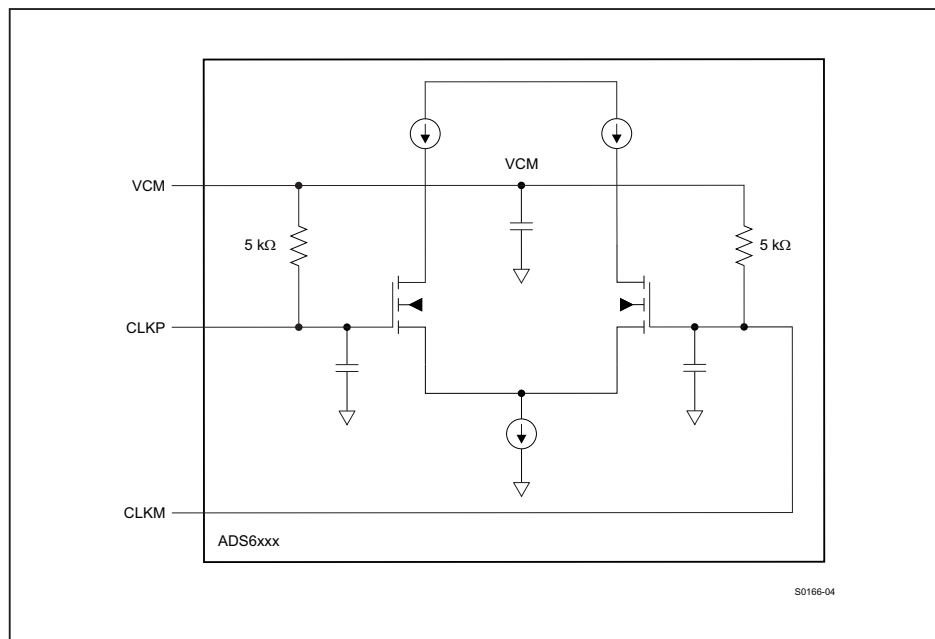 VCM
VCM
5 kΩ
5 kΩ
CLKP
CLKM
ADS6xxx
S0166-04